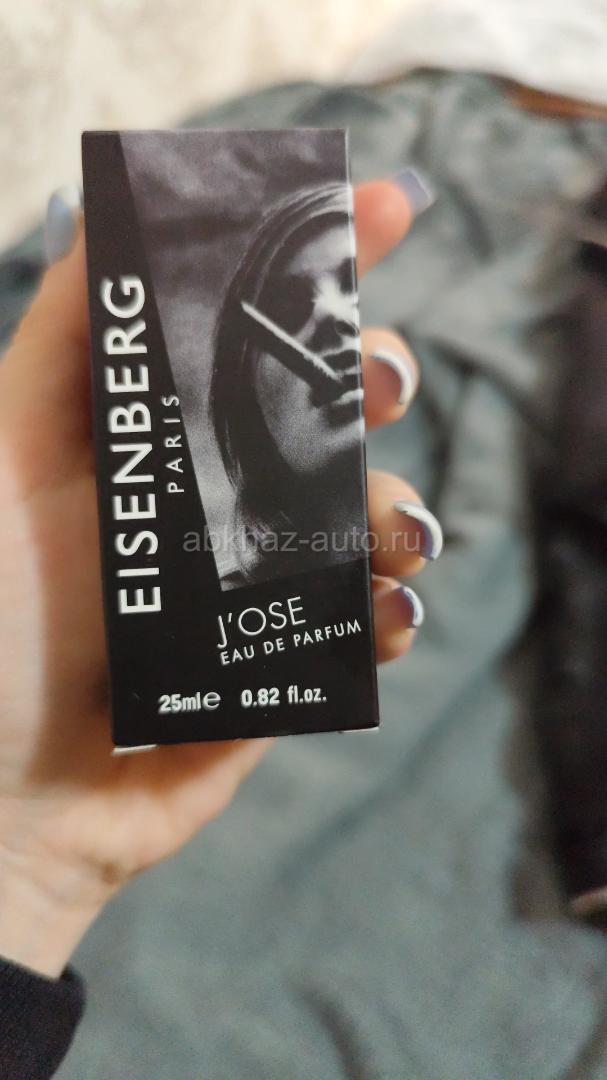 EISENBERG
PARIS
abkhaz-auto.ru
J'OSE
EAU DE PARFUM
25ml℮ 0.82 fl.oz.